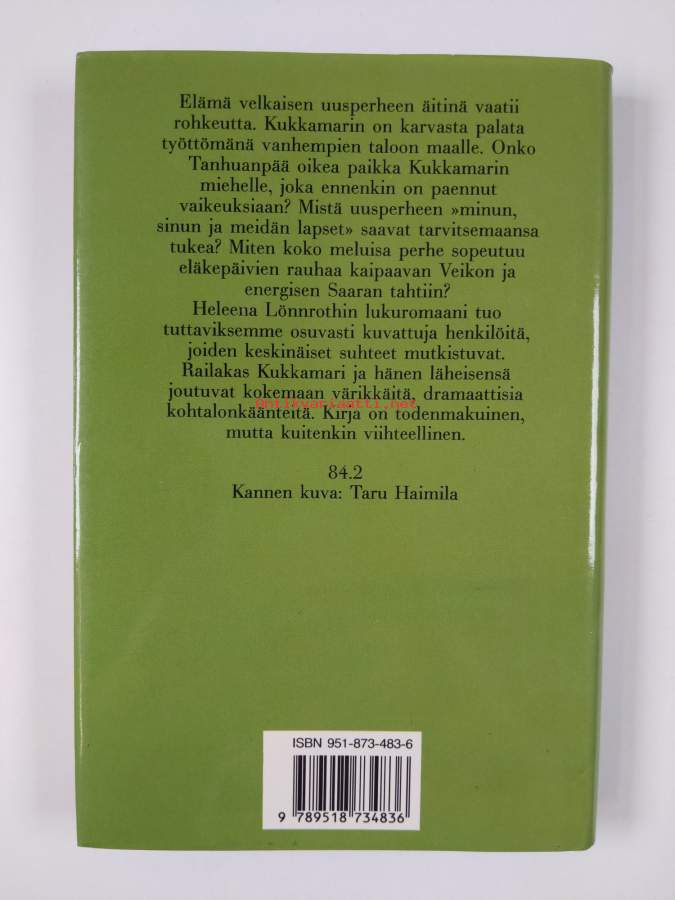 Elämä velkaisen uusperheen äitinä vaatii
rohkeutta. Kukkamarin on karvasta palata
työttömänä vanhempien taloon maalle. Onko
Tanhuanpää oikea paikka Kukkamarin
miehelle, joka ennenkin on paennut
vaikeuksiaan? Mistä uusperheen »minun,
sinun ja meidän lapset» saavat tarvitsemaansa
tukea? Miten koko meluisa perhe sopeutuu
eläkepäivien rauhaa kaipaavan Veikon ja
energisen Saaran tahtiin?
Heleena Lönnrothin lukuromaani tuo
tuttaviksemme osuvasti kuvattuja henkilöitä,
joiden keskinäiset suhteet mutkistuvat.
Railakas Kukkamari ja hänen läheisensä
joutuvat kokemaan värikkäitä, dramaattisia
antikvariaatti.net
kohtalonkäänteitä. Kirja on todenmakuinen,
mutta kuitenkin viihteellinen.
84.2
Kannen kuva: Taru Haimila
ISBN 951-873-483-6
9 789518 734836